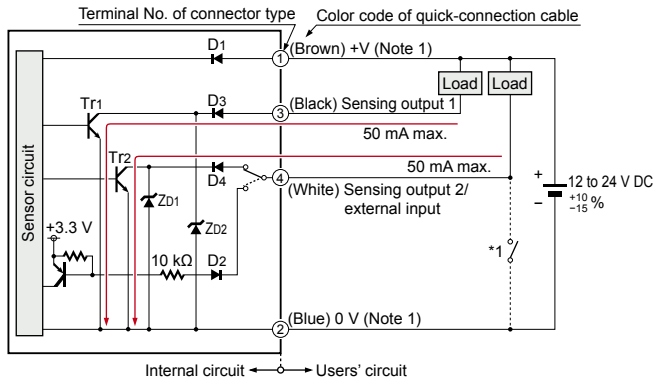 Terminal No. of connector type
Color code of quick-connection cable
D1
1
(Brown) +V (Note 1)
Load
Load
Tr1
D3
3
(Black) Sensing output 1
50 mA max.
Tr2
50 mA max.
D4
4
(White) Sensing output 2/
external input
Sensor circuit
ZD1
ZD2
+
−
12 to 24 V DC
+10
−15 %
+3.3 V
10 kΩ
D2
*1
2
(Blue) 0 V (Note 1)
Internal circuit
Users' circuit